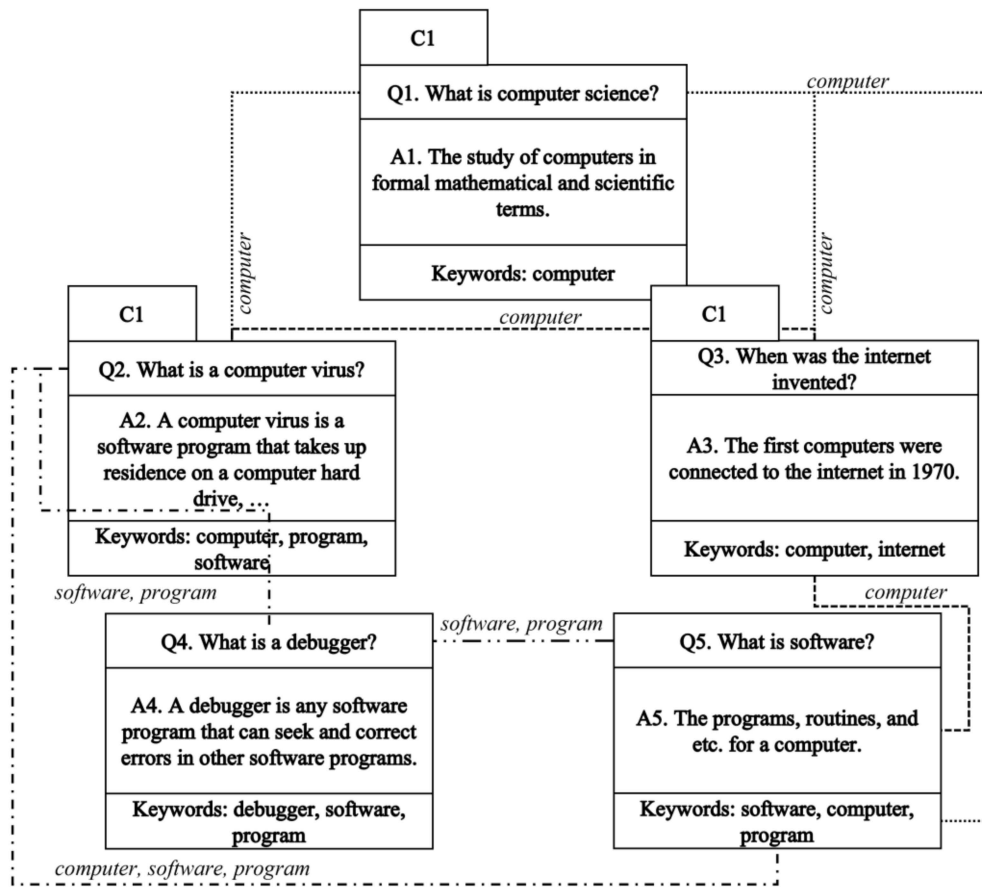 C1
Q1. What is computer science?
computer
A1. The study of computers in
formal mathematical and scientific
terms.
computer
computer
Keywords: computer
C1
computer
C1
Q2. What is a computer virus?
Q3. When was the internet
invented?
A2. A computer virus is a
software program that takes up
residence on a computer hard
drive, …
A3. The first computers were
connected to the internet in 1970.
Keywords: computer, program,
software
Keywords: computer, internet
software, program
computer
software, program
Q4. What is a debugger?
Q5. What is software?
A4. A debugger is any software
program that can seek and correct
errors in other software programs.
A5. The programs, routines, and
etc. for a computer.
Keywords: debugger, software,
program
Keywords: software, computer,
program
computer, software, program